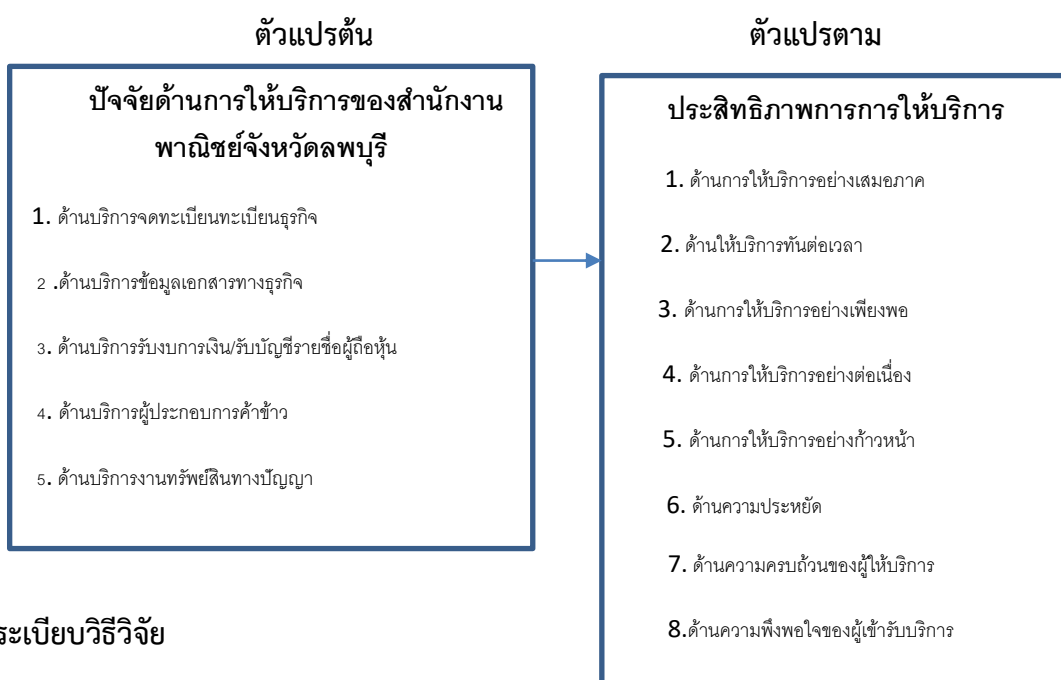 ตัวแปรต้น
ปัจจัยด้านการให้บริการของสำนักงาน
พาณิชย์จังหวัดลพบุรี
1. ด้านบริการจดทะเบียนทะเบียนธุรกิจ
2 .ด้านบริการข้อมูลเอกสารทางธุรกิจ
3. ด้านบริการรับงบการเงิน/รับบัญชีรายชื่อผู้ถือหุ้น
4. ด้านบริการผู้ประกอบการค้าข้าว
5. ด้านบริการงานทรัพย์สินทางปัญญา
ตัวแปรตาม
ประสิทธิภาพการการให้บริการ
1. ด้านการให้บริการอย่างเสมอภาค
2. ด้านให้บริการทันต่อเวลา
3. ด้านการให้บริการอย่างเพียงพอ
4. ด้านการให้บริการอย่างต่อเนื่อง
5. ด้านการให้บริการอย่างก้าวหน้า
6. ด้านความประหยัด
7. ด้านความครบถ้วนของผู้ให้บริการ
8.ด้านความพึงพอใจของผู้เข้ารับบริการ
ระเบียบวิธีวิจัย